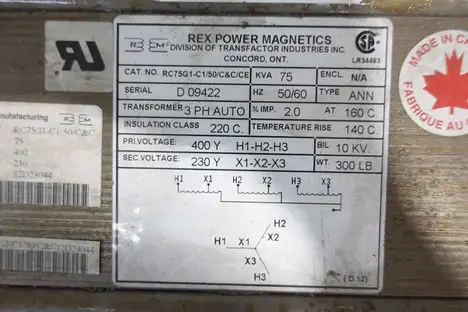 REX POWER MAGNETICS
DIVISION OF TRANSFACTOR INDUSTRIES INC.
CONCORD, ONT.
LR34493
CAT. NO. RC75G1-C1/50/C&C/CE KVA 75 ENCL. N/A
SERIAL D 09422 HZ 50/60 TYPE ANN
TRANSFORMER 3 PH AUTO % IMP. 2.0 AT 160 C
INSULATION CLASS 220 C. TEMPERATURE RISE 140 C.
PRI.VOLTAGE: 400 Y H1-H2-H3 BIL 10 KV.
SEC.VOLTAGE: 230 Y X1-X2-X3 WT. 300 LB.
H1 X1 H2 X2 H3 X3
H2
X2
H1 X1
X3
H3
( D 12)
MADE IN
CANADA
nufacturing
RC75G1-C1/50/C&C
75
400
230